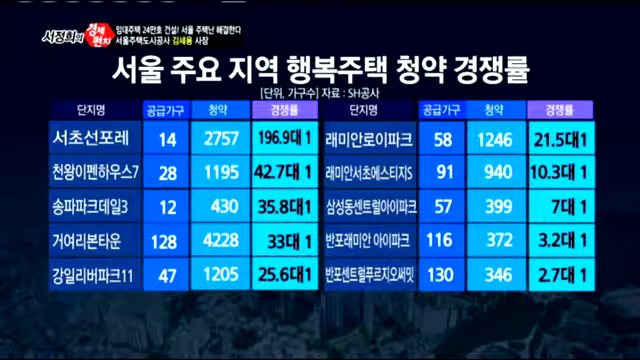 서정희의 경제펀치
임대주택 24만호 건설! 서울 주택난 해결한다
서울주택도시공사 김세용 사장
서울 주요 지역 행복주택 청약 경쟁률
[단위, 가구수] 자료 : SH공사
단지명 공급가구 청약 경쟁률 단지명 공급가구 청약 경쟁률
서초선포레 14 2757 196.9대 1 래미안로이파크 58 1246 21.5대1
천왕이펜하우스7 28 1195 42.7대 1 래미안서초에스티지S 91 940 10.3대 1
송파파크데일3 12 430 35.8대 1 삼성동센트럴아이파크 57 399 7대 1
거여리본타운 128 4228 33대 1 반포래미안 아이파크 116 372 3.2대 1
강일리버파크11 47 1205 25.6대 1 반포센트럴푸르지오써밋 130 346 2.7대 1